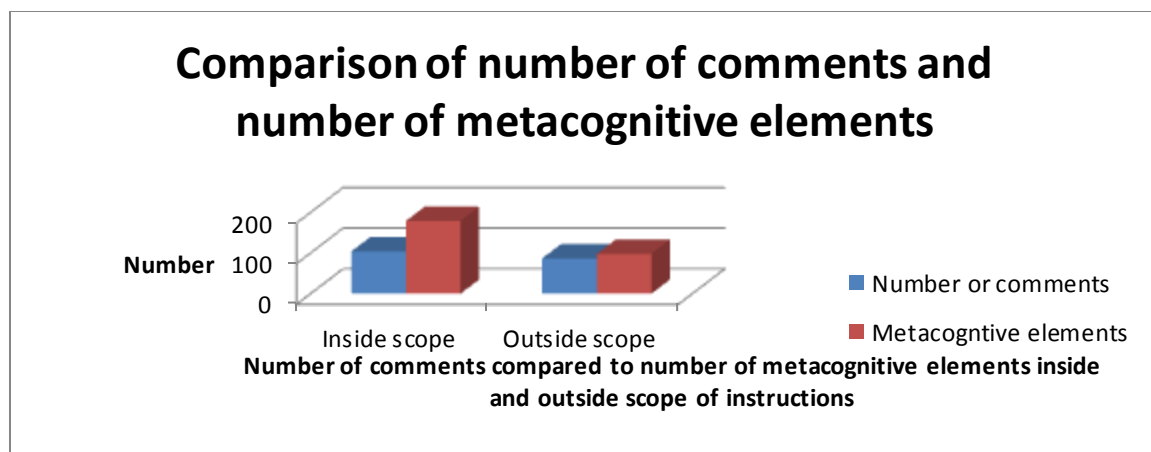 Comparison of number of comments and
number of metacognitive elements
200
100
0
Number
Inside scope
Outside scope
Number or comments
Metacogntive elements
Number of comments compared to number of metacognitive elements inside
and outside scope of instructions